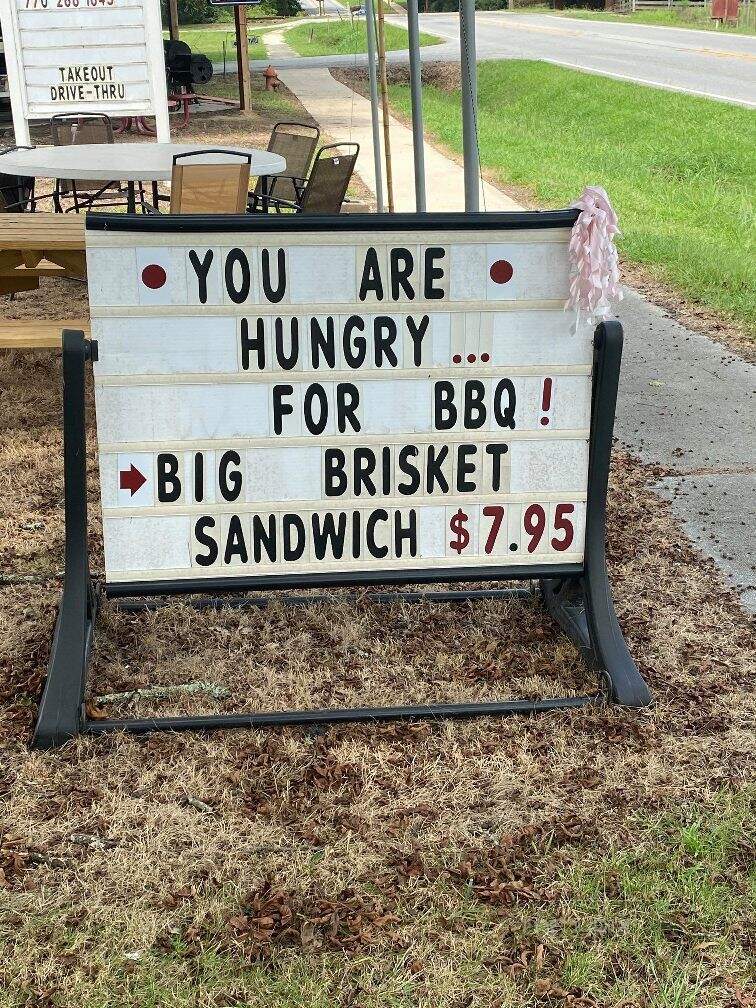 TAKEOUT
DRIVE-THRU
• YOU ARE •
HUNGRY...
FOR BBQ!
➡BIG BRISKET
SANDWICH $7.95